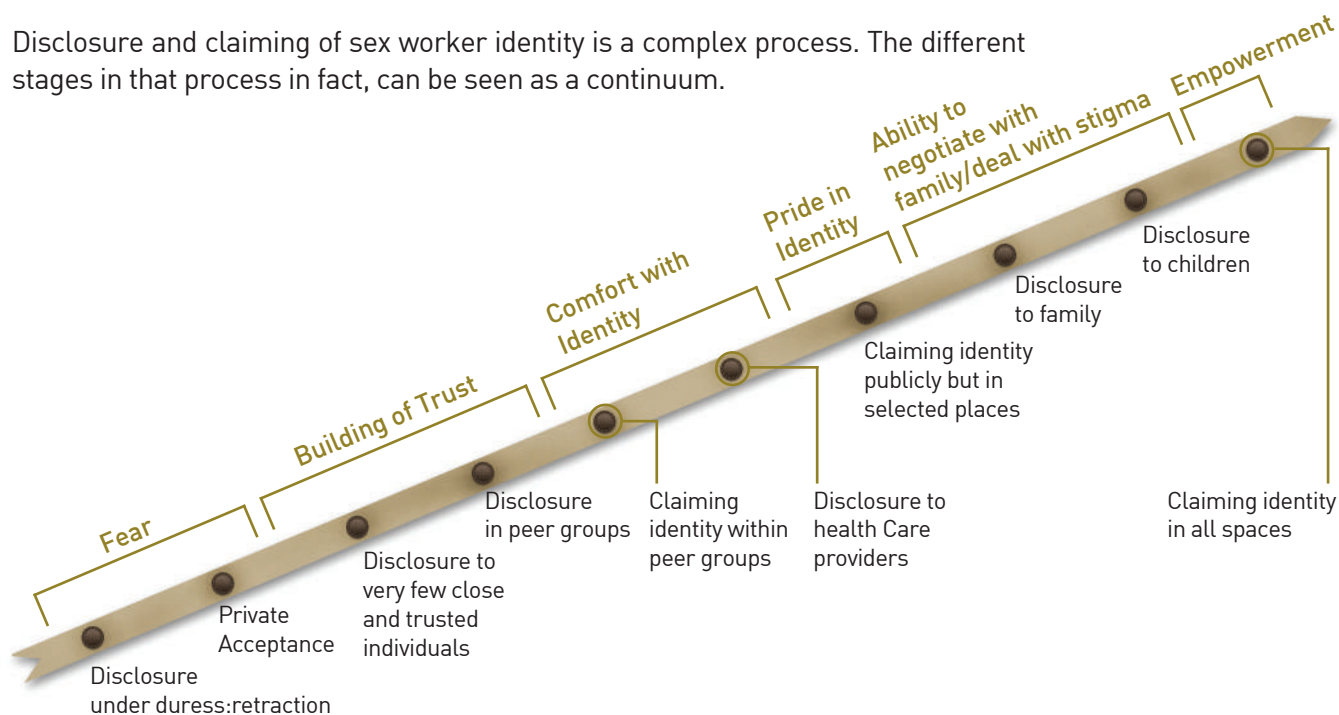 Disclosure and claiming of sex worker identity is a complex process. The different
stages in that process in fact, can be seen as a continuum.
Fear
Building of Trust
Comfort with
Identity
Pride in
Identity
Ability to
negotiate with
family/deal with stigma
Empowerment
Disclosure
under duress:retraction
Private
Acceptance
Disclosure to
very few close
and trusted
individuals
Disclosure
in peer groups
Claiming
identity within
peer groups
Disclosure to
health Care
providers
Claiming identity
publicly but in
selected places
Disclosure
to family
Disclosure
to children
Claiming identity
in all spaces